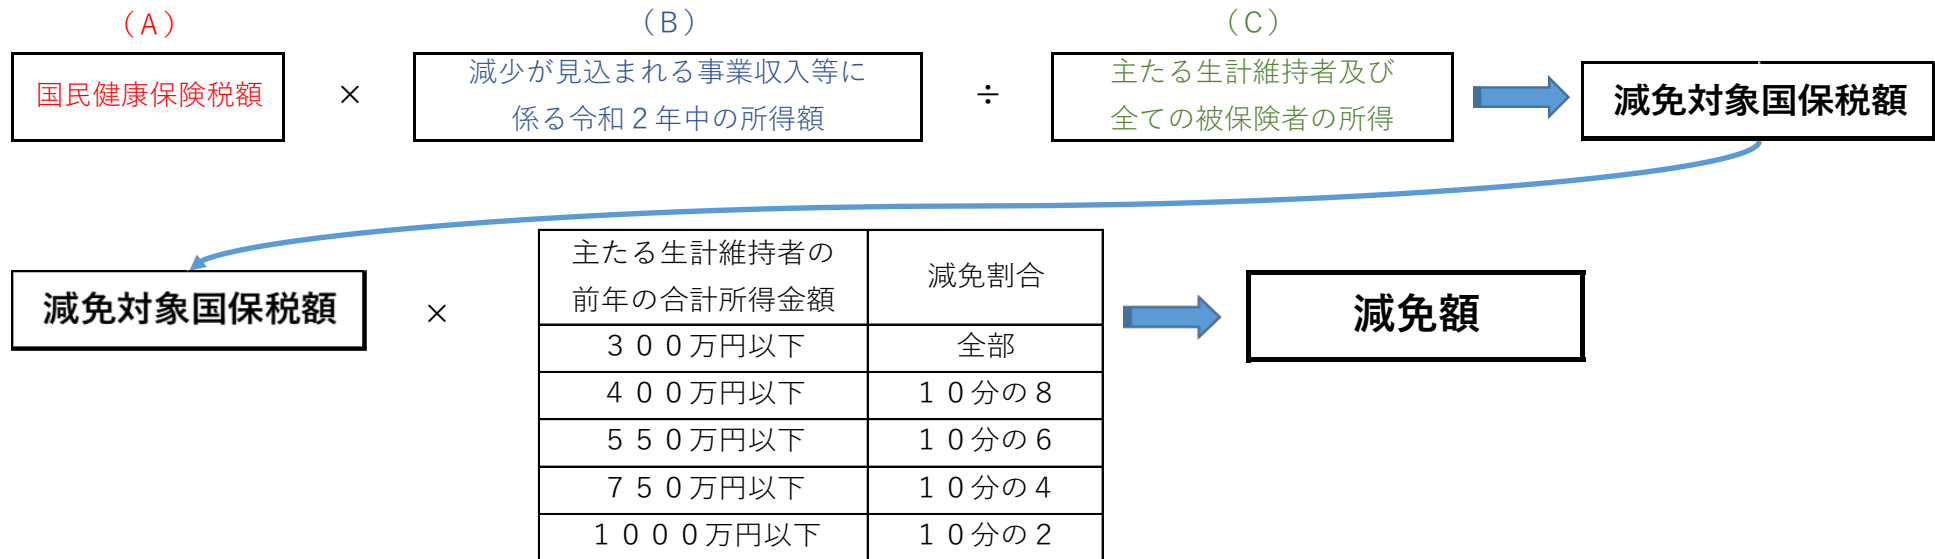 （A）
（B）
（C）
国民健康保険税額
×
減少が見込まれる事業収入等に
係る令和２年中の所得額
÷
主たる生計維持者及び
全ての被保険者の所得
減免対象国保税額
減免対象国保税額
×
主たる生計維持者の
前年の合計所得金額
減免割合
３００万円以下
全部
４００万円以下
１０分の８
５５０万円以下
１０分の６
７５０万円以下
１０分の４
１０００万円以下
１０分の２
減免額